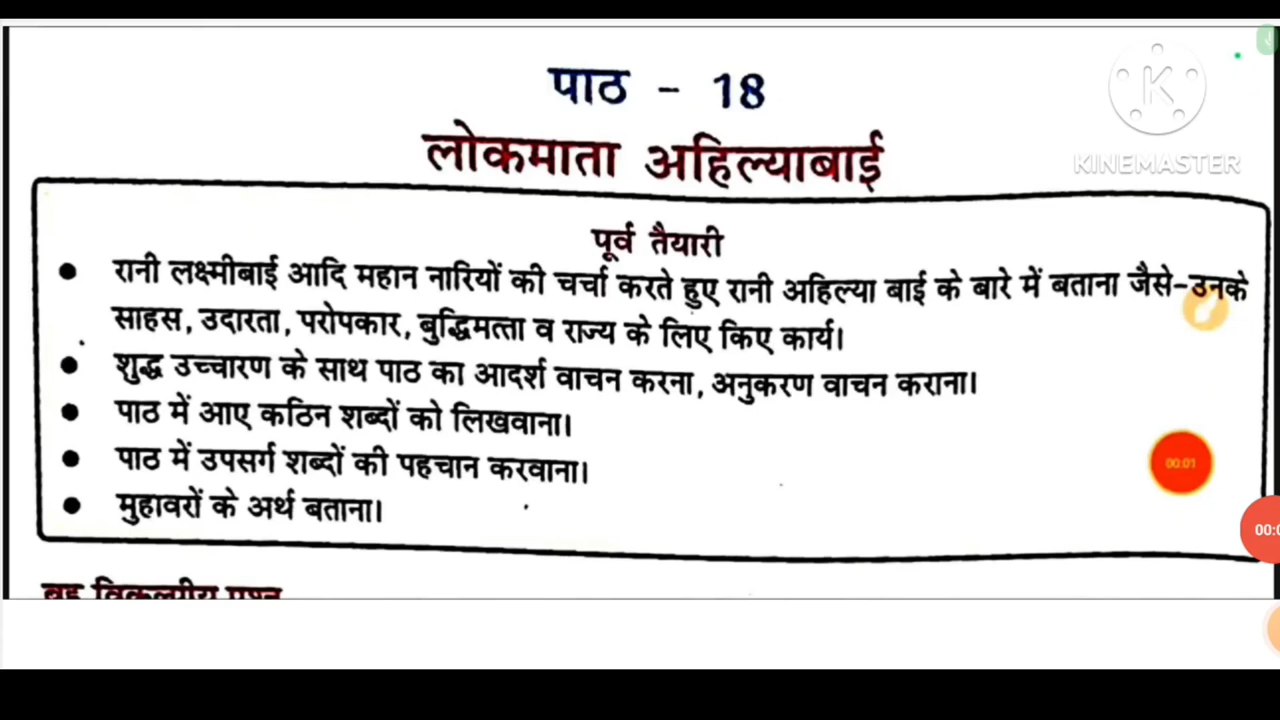 पाठ - 18
लोकमाता अहिल्याबाई
KINEMASTER
पूर्व तैयारी
● रानी लक्ष्मीबाई आदि महान नारियों की चर्चा करते हुए रानी अहिल्या बाई के बारे में बताना जैसे-उनके
साहस, उदारता, परोपकार, बुद्धिमत्ता व राज्य के लिए किए कार्य।
● शुद्ध उच्चारण के साथ पाठ का आदर्श वाचन करना, अनुकरण वाचन कराना।
● पाठ में आए कठिन शब्दों को लिखवाना।
● पाठ में उपसर्ग शब्दों की पहचान करवाना।
00:01
● मुहावरों के अर्थ बताना।